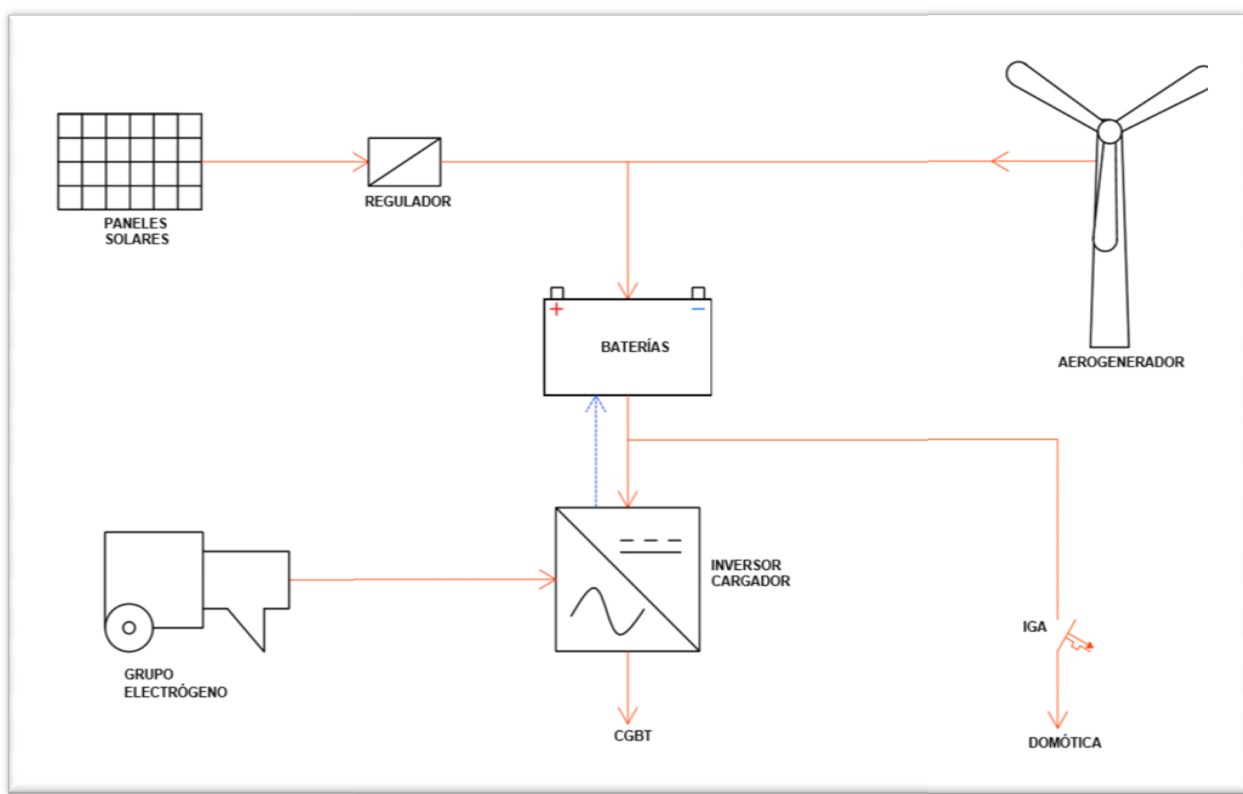 PANELES
SOLARES
REGULADOR
AEROGENERADOR
+
−
BATERÍAS
INVERSOR
CARGADOR
GRUPO
ELECTRÓGENO
IGA
CGBT
DOMÓTICA